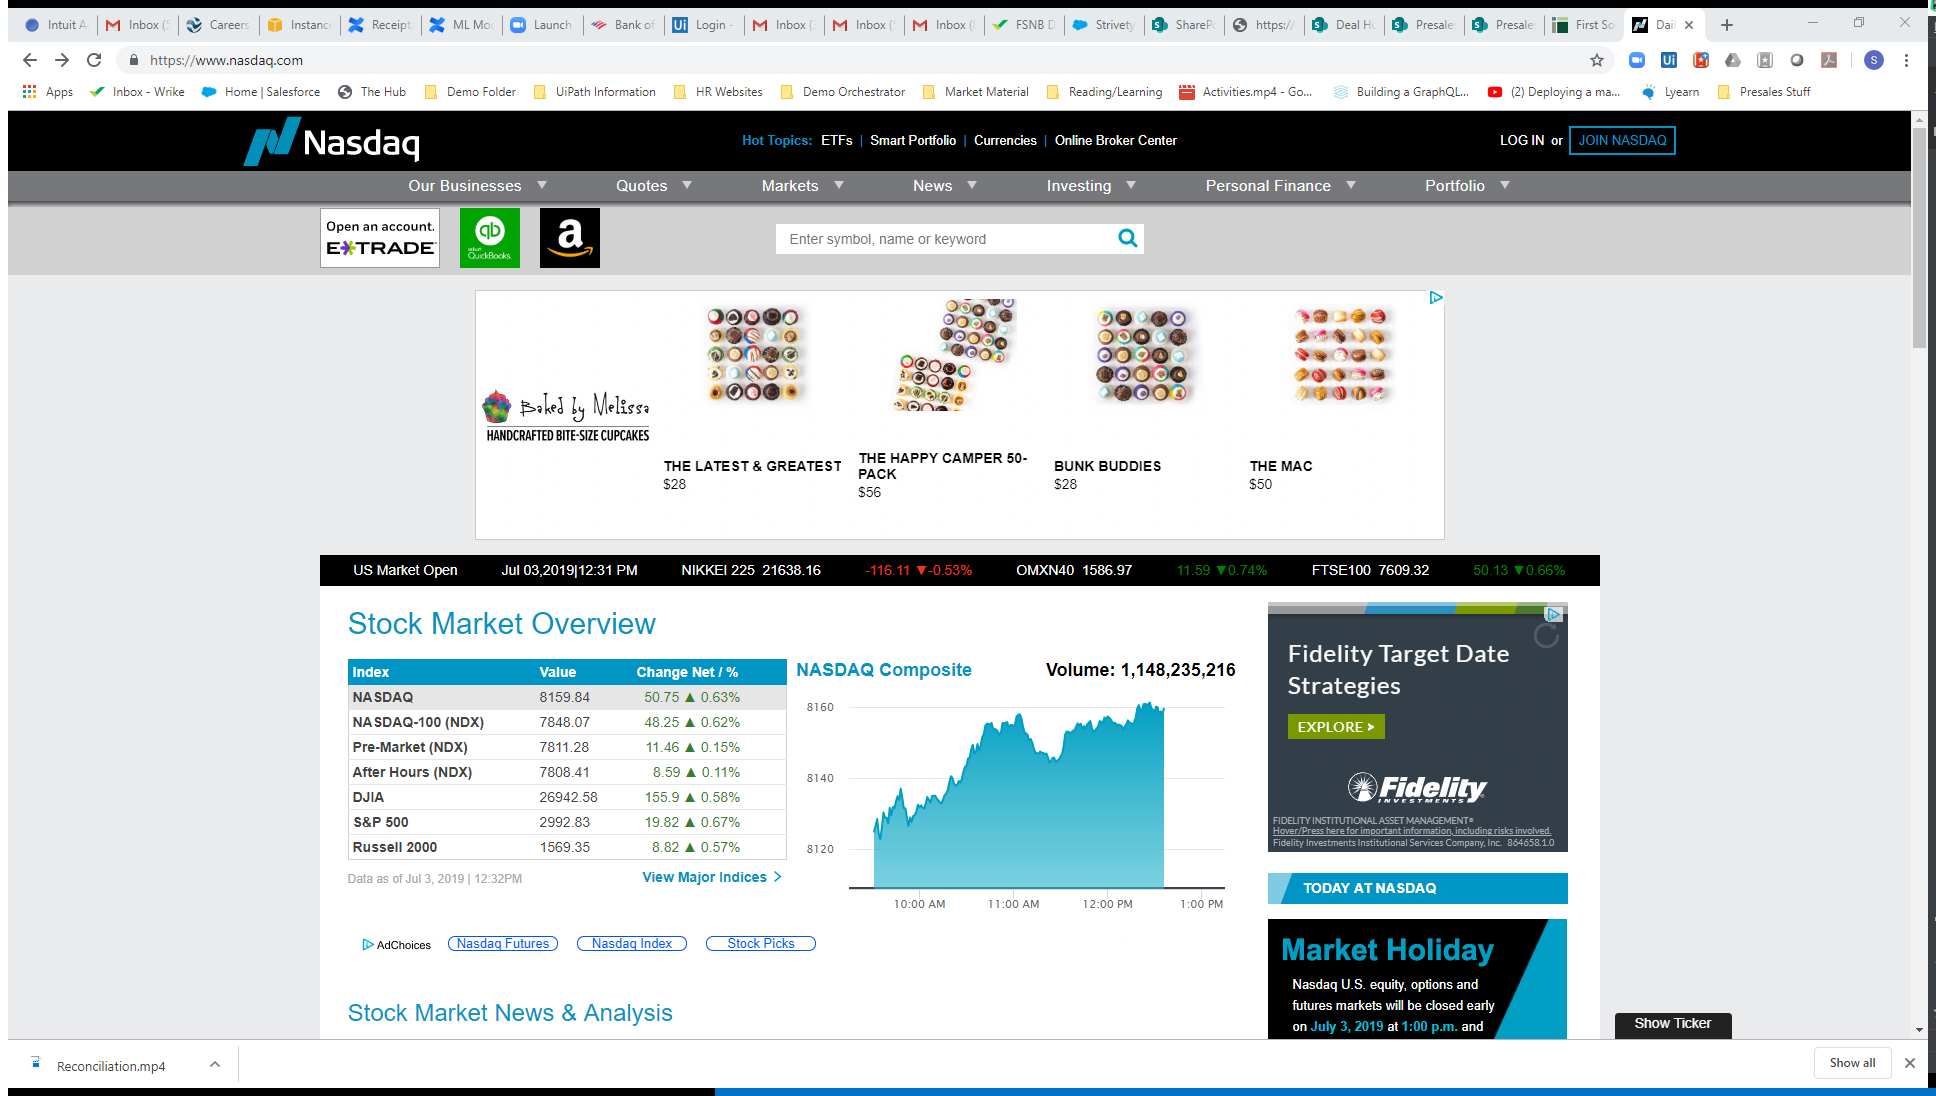 Intuit A
Inbox (5
Careers
Instance
Receipt
ML Moc
Launch
Bank of
Login -
Inbox (
Inbox (
Inbox (
FSNB D
Strivety
ShareP
https://
Deal Hu
Presale
Presale
First So
Dail
https://www.nasdaq.com
Apps
Inbox - Wrike
Home | Salesforce
The Hub
Demo Folder
UiPath Information
HR Websites
Demo Orchestrator
Market Material
Reading/Learning
Activities.mp4 - Go...
Building a GraphQL...
(2) Deploying a ma...
Lyearn
Presales Stuff
Nasdaq
Hot Topics: ETFs | Smart Portfolio | Currencies | Online Broker Center
LOG IN or JOIN NASDAQ
Our Businesses
Quotes
Markets
News
Investing
Personal Finance
Portfolio
Open an account.
E*TRADE
qb
intuit
QuickBooks.
a
Enter symbol, name or keyword
Baked by Melissa
HANDCRAFTED BITE-SIZE CUPCAKES
THE LATEST & GREATEST
$28
THE HAPPY CAMPER 50-
PACK
$56
BUNK BUDDIES
$28
THE MAC
$50
US Market Open Jul 03,2019|12:31 PM NIKKEI 225 21638.16 -116.11 ▼-0.53% OMXN40 1586.97 11.59 ▼0.74% FTSE100 7609.32 50.13 ▼0.66%
Stock Market Overview
Index Value Change Net / %
NASDAQ 8159.84 50.75 ▲ 0.63%
NASDAQ-100 (NDX) 7848.07 48.25 ▲ 0.62%
Pre-Market (NDX) 7811.28 11.46 ▲ 0.15%
After Hours (NDX) 7808.41 8.59 ▲ 0.11%
DJIA 26942.58 155.9 ▲ 0.58%
S&P 500 2992.83 19.82 ▲ 0.67%
Russell 2000 1569.35 8.82 ▲ 0.57%
Data as of Jul 3, 2019 | 12:32PM
View Major Indices >
NASDAQ Composite
Volume: 1,148,235,216
8160
8140
8120
10:00 AM 11:00 AM 12:00 PM 1:00 PM
AdChoices
Nasdaq Futures
Nasdaq Index
Stock Picks
Stock Market News & Analysis
Fidelity Target Date
Strategies
EXPLORE >
Fidelity
INVESTMENTS
FIDELITY INSTITUTIONAL ASSET MANAGEMENT®
Hover/Press here for important information, including risks involved.
Fidelity Investments Institutional Services Company, Inc. 864658.1.0
TODAY AT NASDAQ
Market Holiday
Nasdaq U.S. equity, options and
futures markets will be closed early
on July 3, 2019 at 1:00 p.m. and
Show Ticker
Reconciliation.mp4
Show all